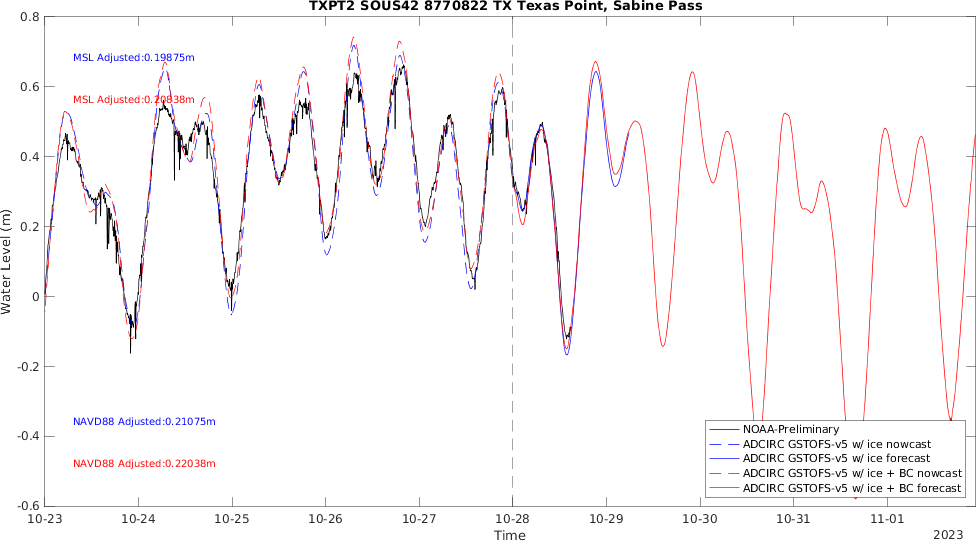 TXPT2 SOUS42 8770822 TX Texas Point, Sabine Pass
0.8
0.6
0.4
0.2
0
-0.2
-0.4
-0.6
Water Level (m)
MSL Adjusted:0.19875m
MSL Adjusted:0.20838m
NAVD88 Adjusted:0.21075m
NAVD88 Adjusted:0.22038m
NOAA-Preliminary
ADCIRC GSTOFS-v5 w/ ice nowcast
ADCIRC GSTOFS-v5 w/ ice forecast
ADCIRC GSTOFS-v5 w/ ice + BC nowcast
ADCIRC GSTOFS-v5 w/ ice + BC forecast
10-23 10-24 10-25 10-26 10-27 10-28 10-29 10-30 10-31 11-01
Time
2023